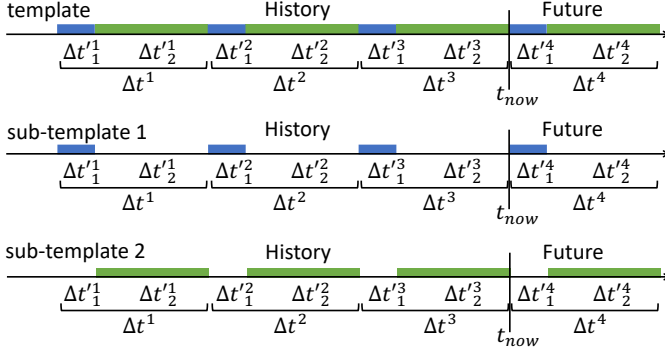 template History Future
Δt′¹₁ Δt′¹₂ Δt′²₁ Δt′²₂ Δt′³₁ Δt′³₂ Δt′⁴₁ Δt′⁴₂
Δt¹ Δt² Δt³ t_now Δt⁴
sub-template 1 History Future
Δt′¹₁ Δt′¹₂ Δt′²₁ Δt′²₂ Δt′³₁ Δt′³₂ Δt′⁴₁ Δt′⁴₂
Δt¹ Δt² Δt³ t_now Δt⁴
sub-template 2 History Future
Δt′¹₁ Δt′¹₂ Δt′²₁ Δt′²₂ Δt′³₁ Δt′³₂ Δt′⁴₁ Δt′⁴₂
Δt¹ Δt² Δt³ t_now Δt⁴